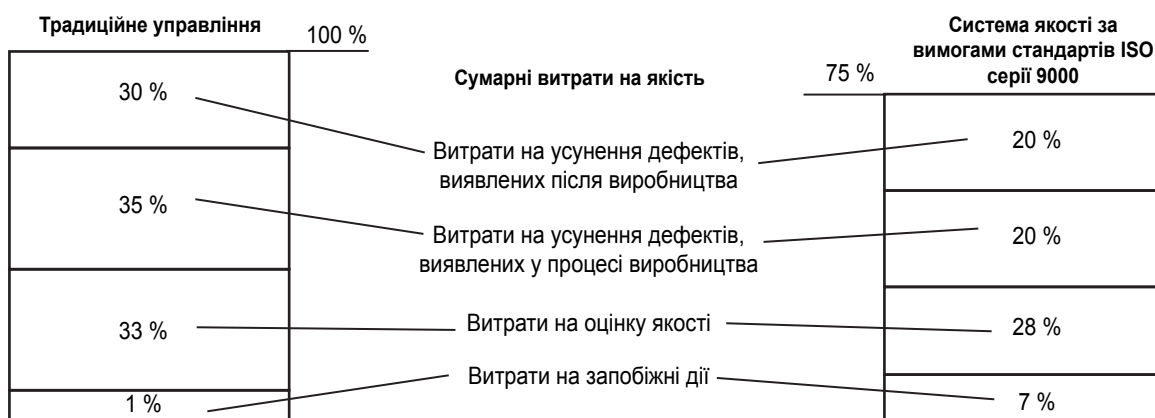 Традиційне управління
100 %
Система якості за
вимогами стандартів ISO
серії 9000
Сумарні витрати на якість
75 %
30 %
20 %
Витрати на усунення дефектів,
виявлених після виробництва
35 %
20 %
Витрати на усунення дефектів,
виявлених у процесі виробництва
33 %
Витрати на оцінку якості
28 %
Витрати на запобіжні дії
1 %
7 %